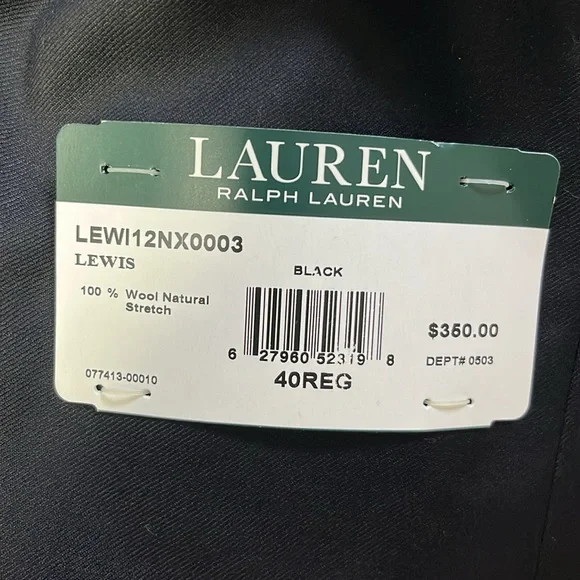 LAUREN
RALPH LAUREN
LEWI12NX0003
LEWIS
BLACK
100 % Wool Natural
Stretch
$350.00
6 27960 52319 8
DEPT# 0503
077413-00010
40REG